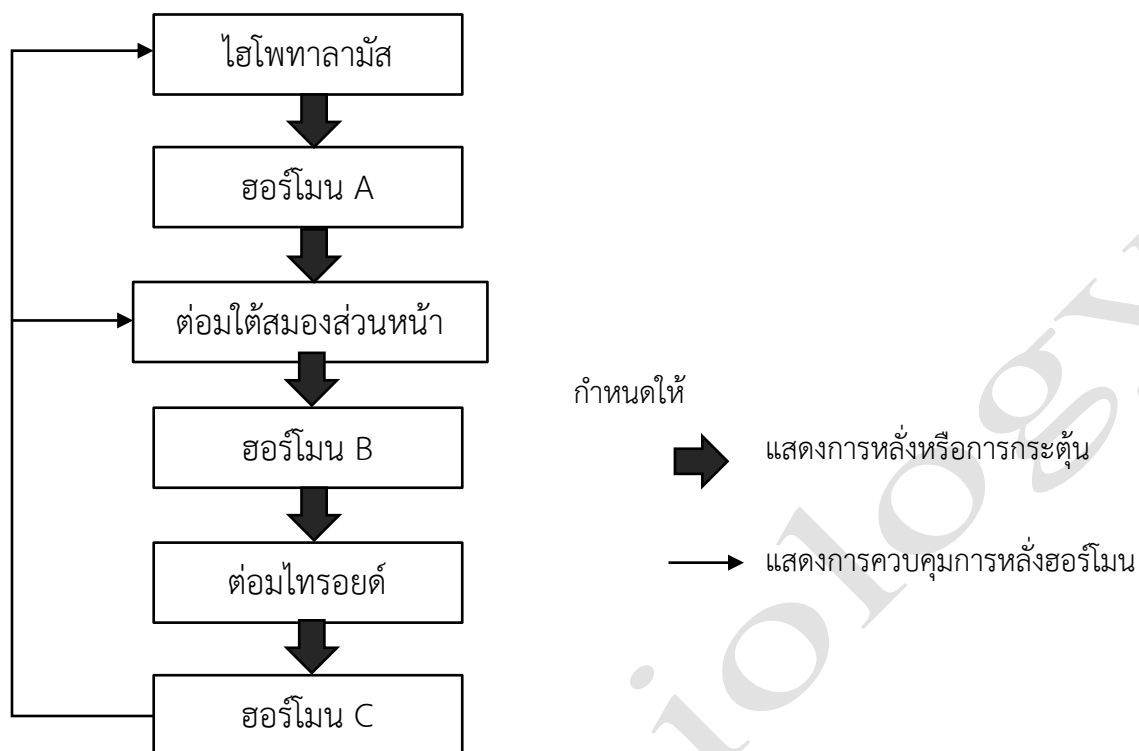 ไฮโพทาลามัส
ฮอร์โมน A
ต่อมใต้สมองส่วนหน้า
กำหนดให้
แสดงการหลั่งหรือการกระตุ้น
ฮอร์โมน B
แสดงการควบคุมการหลั่งฮอร์โมน
ต่อมไทรอยด์
ฮอร์โมน C
iology